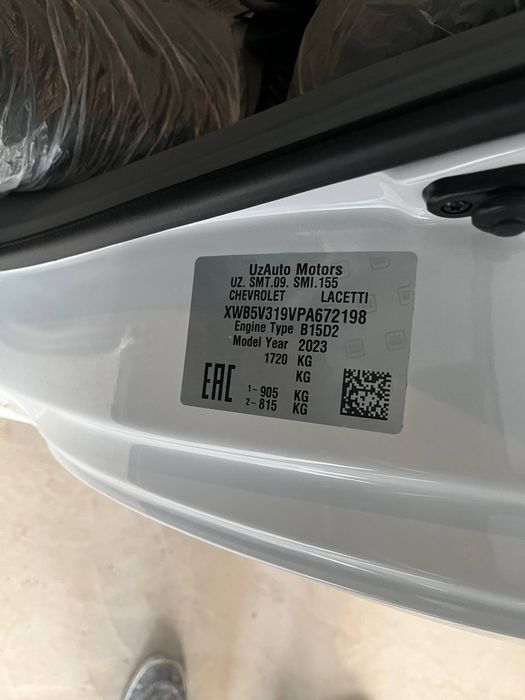 UzAuto Motors
UZ. SMT.09. SMI.155
CHEVROLET LACETTI
XWB5V319VPA672198
Engine Type B15D2
Model Year 2023
1720 KG
KG
EAC
1- 905 KG
2- 815 KG